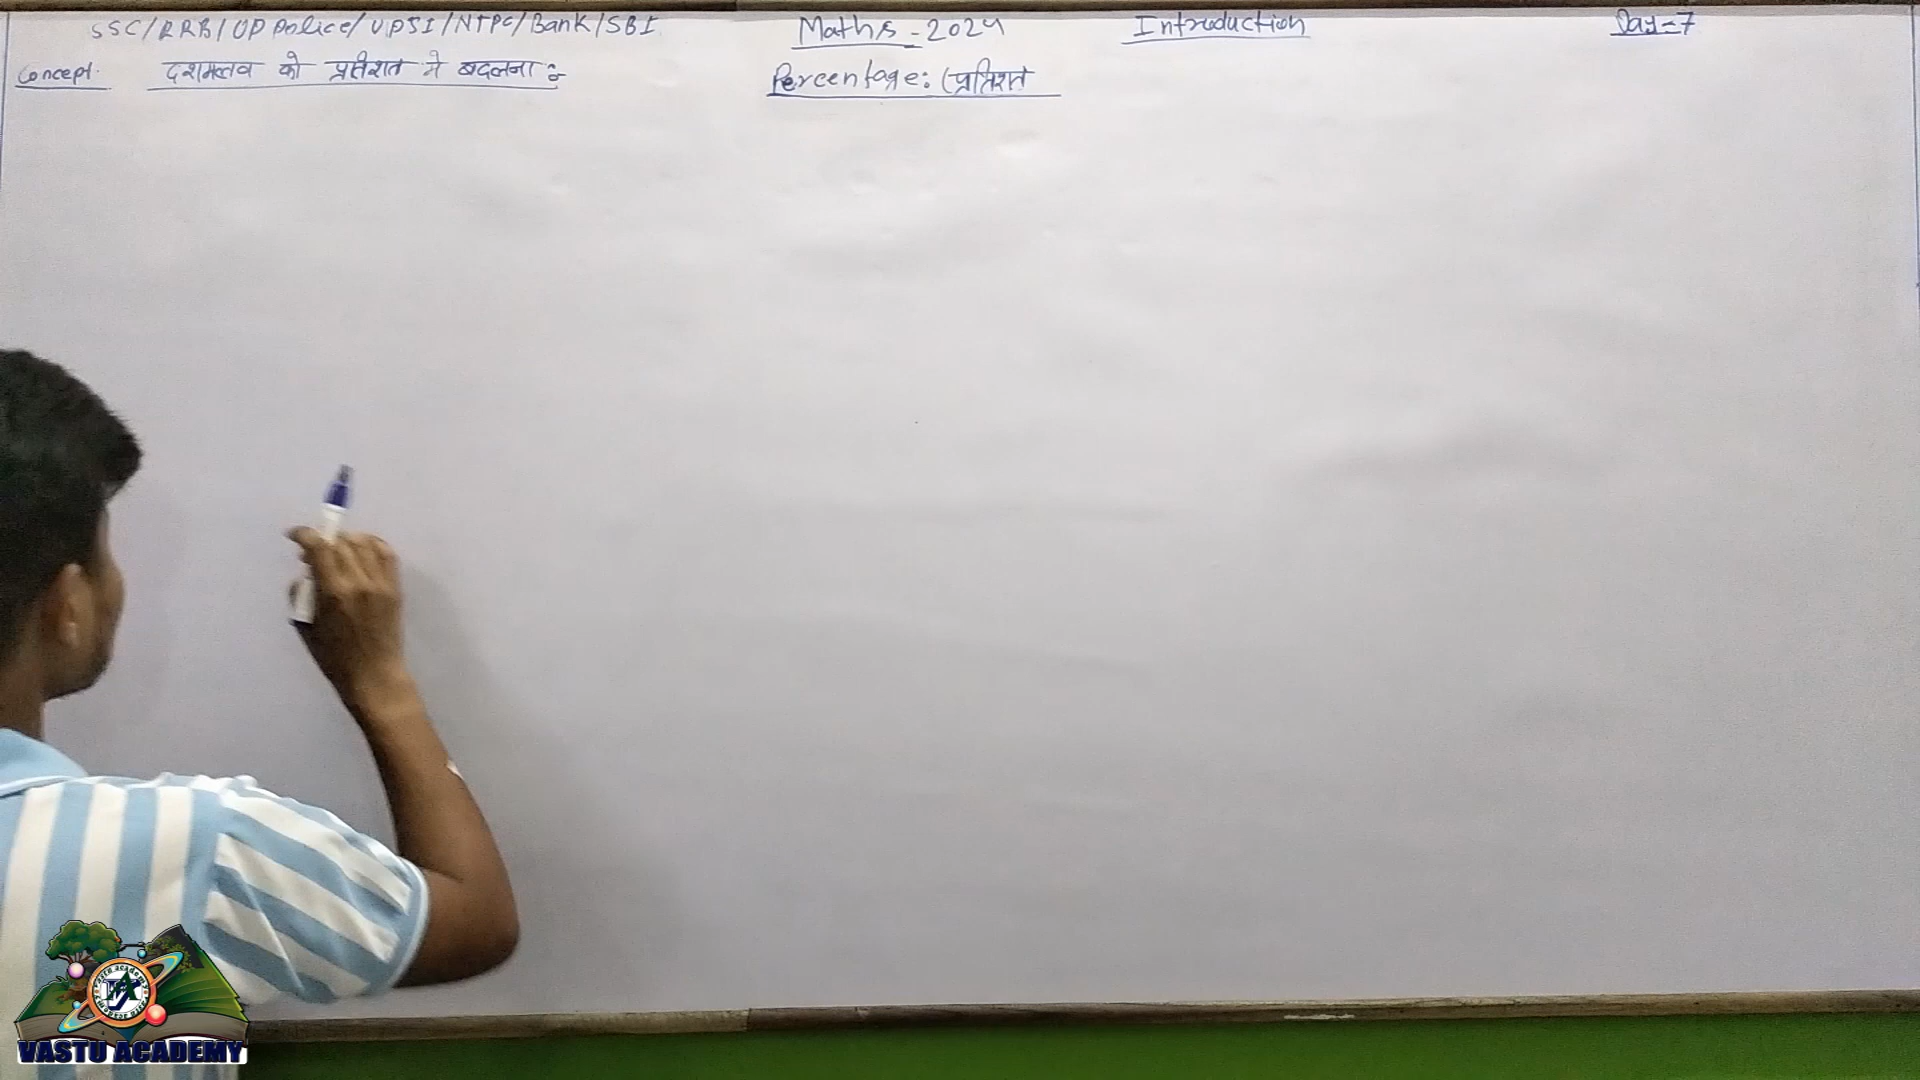 SSC/RRB/UP Police/UPSI/NTPC/Bank/SBI Maths - 2024 Introduction Day-7
Concept. दशमलव को प्रतिशत मे बदलना :- Percentage: (प्रतिशत
VASTU ACADEMY